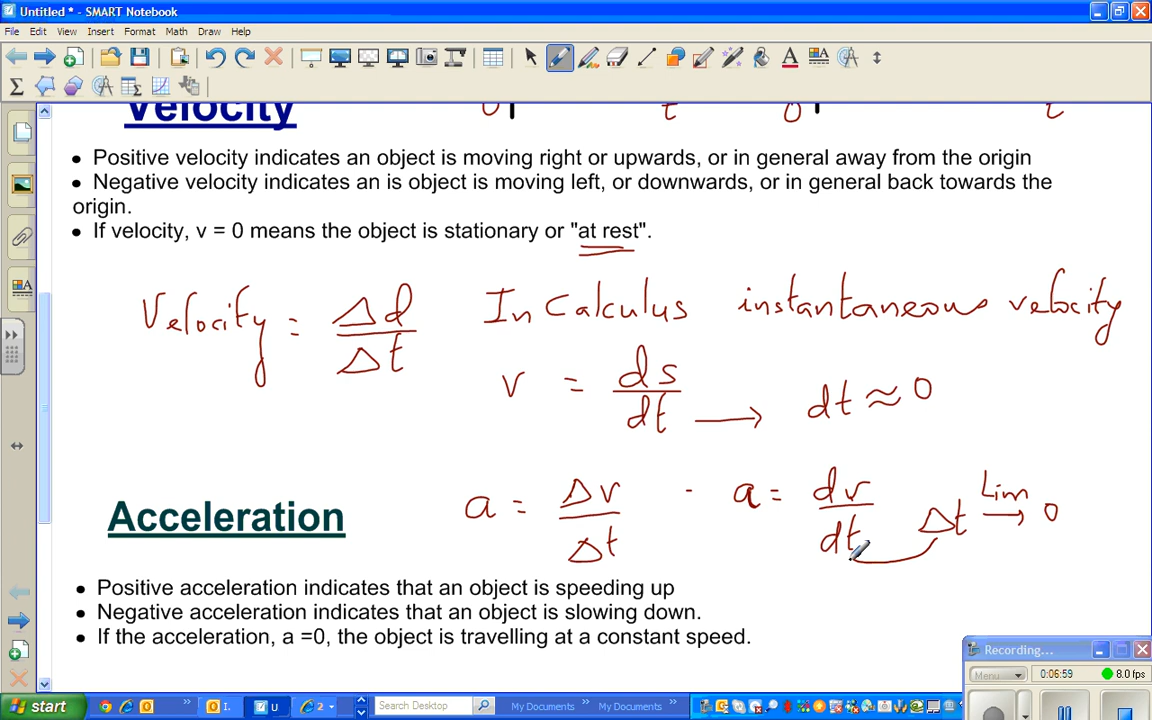 Untitled * - SMART Notebook
File Edit View Insert Format Math Draw Help
Velocity
0 t 0 t
• Positive velocity indicates an object is moving right or upwards, or in general away from the origin
• Negative velocity indicates an is object is moving left, or downwards, or in general back towards the
origin.
• If velocity, v = 0 means the object is stationary or "at rest".
Velocity = Δd/Δt In Calculus instantaneous velocity
v = ds/dt → dt ≈ 0
Acceleration a = Δv/Δt - a = dv/dt Δt Lim → 0
• Positive acceleration indicates that an object is speeding up
• Negative acceleration indicates that an object is slowing down.
• If the acceleration, a =0, the object is travelling at a constant speed.
Recording...
Menu 0:06:59 8.0 fps
start I. U 2 Search Desktop My Documents My Documents